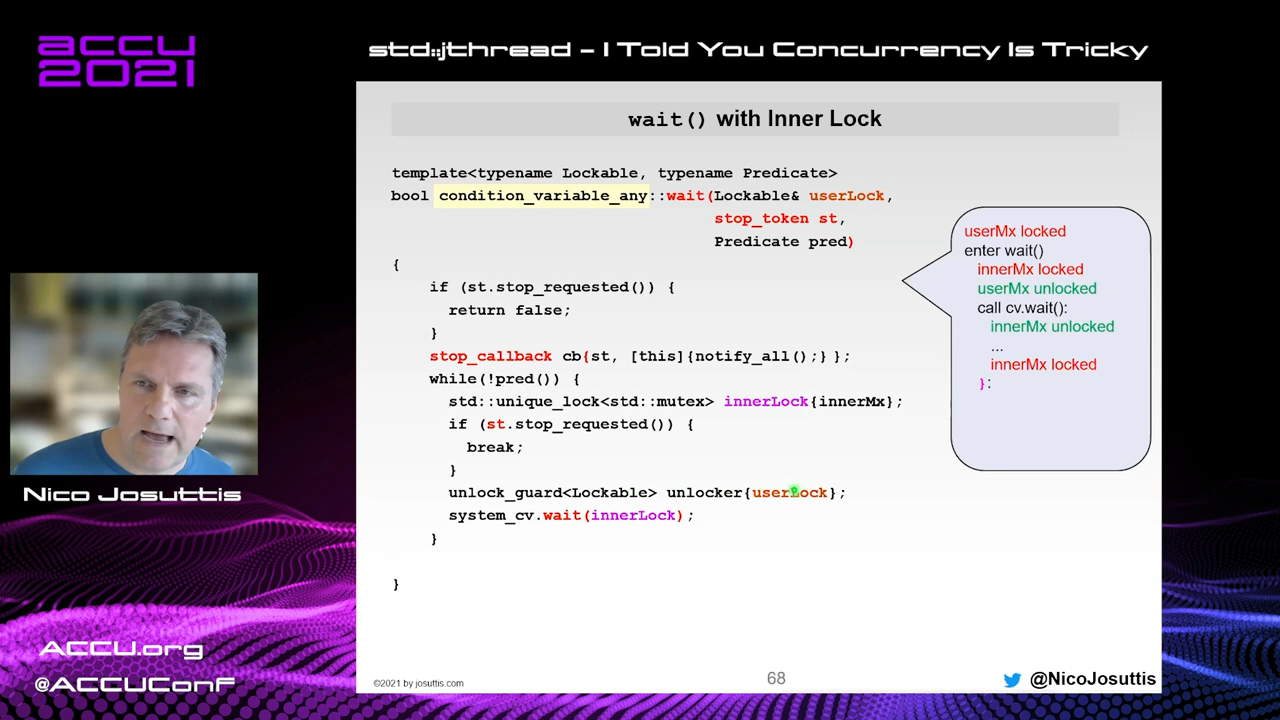 accu
2021
std::jthread – I Told You Concurrency Is Tricky
wait() with Inner Lock
template<typename Lockable, typename Predicate>
bool condition_variable_any::wait(Lockable& userLock,
stop_token st,
Predicate pred)
{
if (st.stop_requested()) {
return false;
}
stop_callback cb{st, [this]{notify_all();} };
while(!pred()) {
std::unique_lock<std::mutex> innerLock{innerMx};
if (st.stop_requested()) {
break;
}
unlock_guard<Lockable> unlocker{userLock};
system_cv.wait(innerLock);
}
}
userMx locked
enter wait()
innerMx locked
userMx unlocked
call cv.wait():
innerMx unlocked
...
innerMx locked
}:
Nico Josuttis
ACCU.org
@ACCUConf
©2021 by josuttis.com
68
@NicoJosuttis